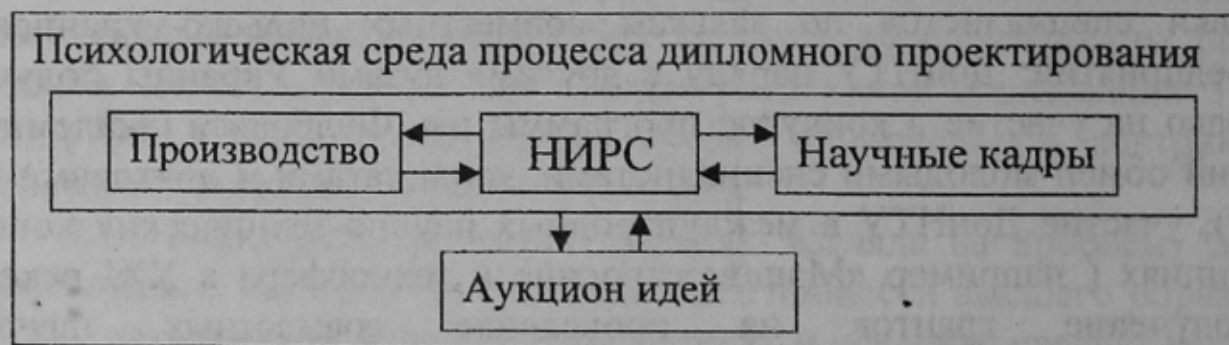 Психологическая среда процесса дипломного проектирования
Производство
НИРС
Научные кадры
Аукцион идей